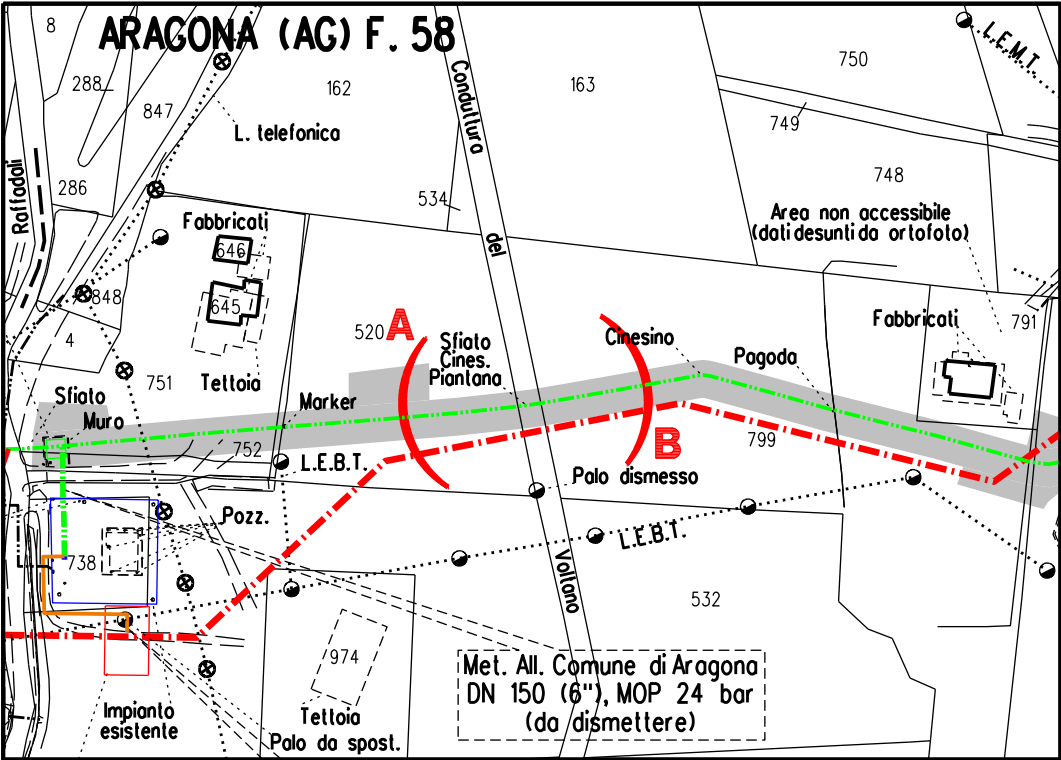 ARAGONA (AG) F. 58
8
288
847
162
163
750
L.E.M.T.
749
L. telefonica
Conduttura
del
Voltano
Raffadali
286
534
748
Fabbricati
646
645
Area non accessibile
(dati desunti da ortofoto)
848
4
520
A
Sfiato
Cines.
Piantana
Cinesino
Pagoda
Fabbricati
791
751
Tettoia
Sfiato
Muro
Marker
752
L.E.B.T.
B
799
Palo dismesso
Pozz.
L.E.B.T.
738
532
974
Met. All. Comune di Aragona
DN 150 (6"), MOP 24 bar
(da dismettere)
Impianto
esistente
Tettoia
Palo da spost.